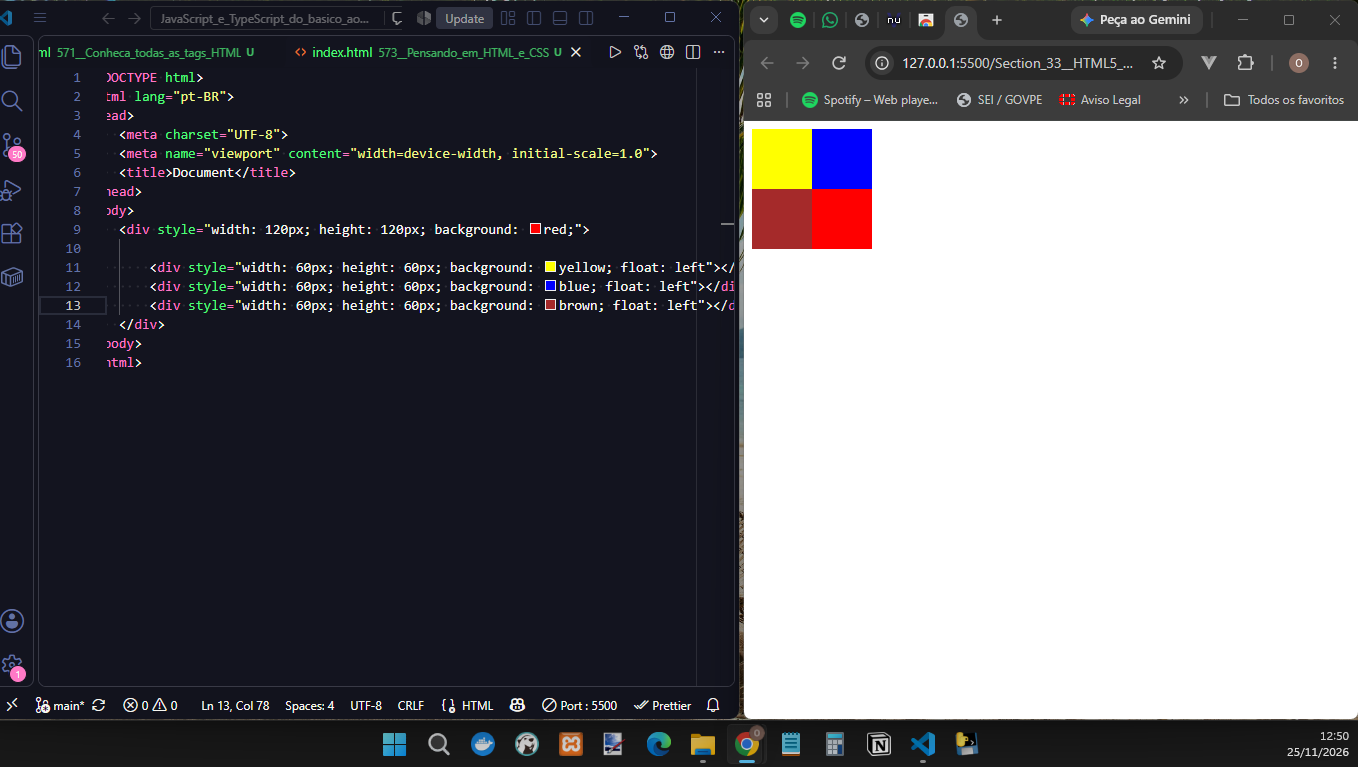 JavaScript_e_TypeScript_do_basico_ao...
Update
ml 571__Conheca_todas_as_tags_HTML U
<> index.html 573__Pensando_em_HTML_e_CSS U
1 DOCTYPE html>
2 tml lang="pt-BR">
3 ead>
4 <meta charset="UTF-8">
5 <meta name="viewport" content="width=device-width, initial-scale=1.0">
6 <title>Document</title>
7 head>
8 ody>
9 <div style="width: 120px; height: 120px; background: red;">
10
11 <div style="width: 60px; height: 60px; background: yellow; float: left"></
12 <div style="width: 60px; height: 60px; background: blue; float: left"></di
13 <div style="width: 60px; height: 60px; background: brown; float: left"></d
14 </div>
15 body>
16 html>
50
1
main* 0 0 Ln 13, Col 78 Spaces: 4 UTF-8 CRLF {} HTML Port : 5500 Prettier
nu
Peça ao Gemini
127.0.0.1:5500/Section_33__HTML5_...
O
Spotify – Web playe... SEI / GOVPE Aviso Legal » Todos os favoritos
0
12:50
25/11/2026